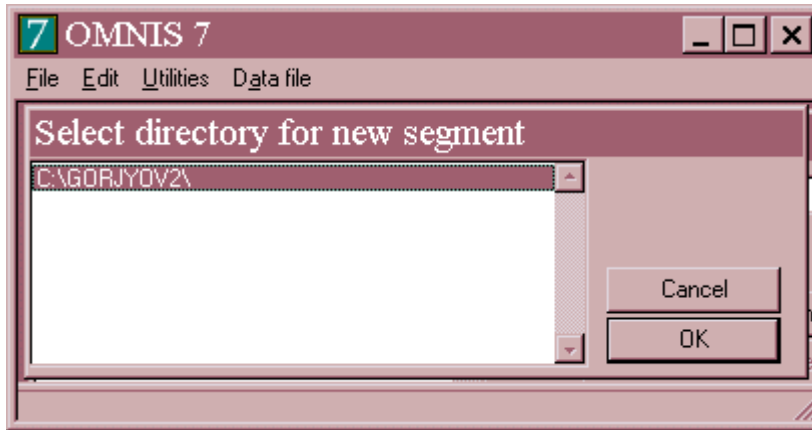 7 OMNIS 7
File Edit Utilities Data file
Select directory for new segment
C:\GORJYOV2\
Cancel
OK